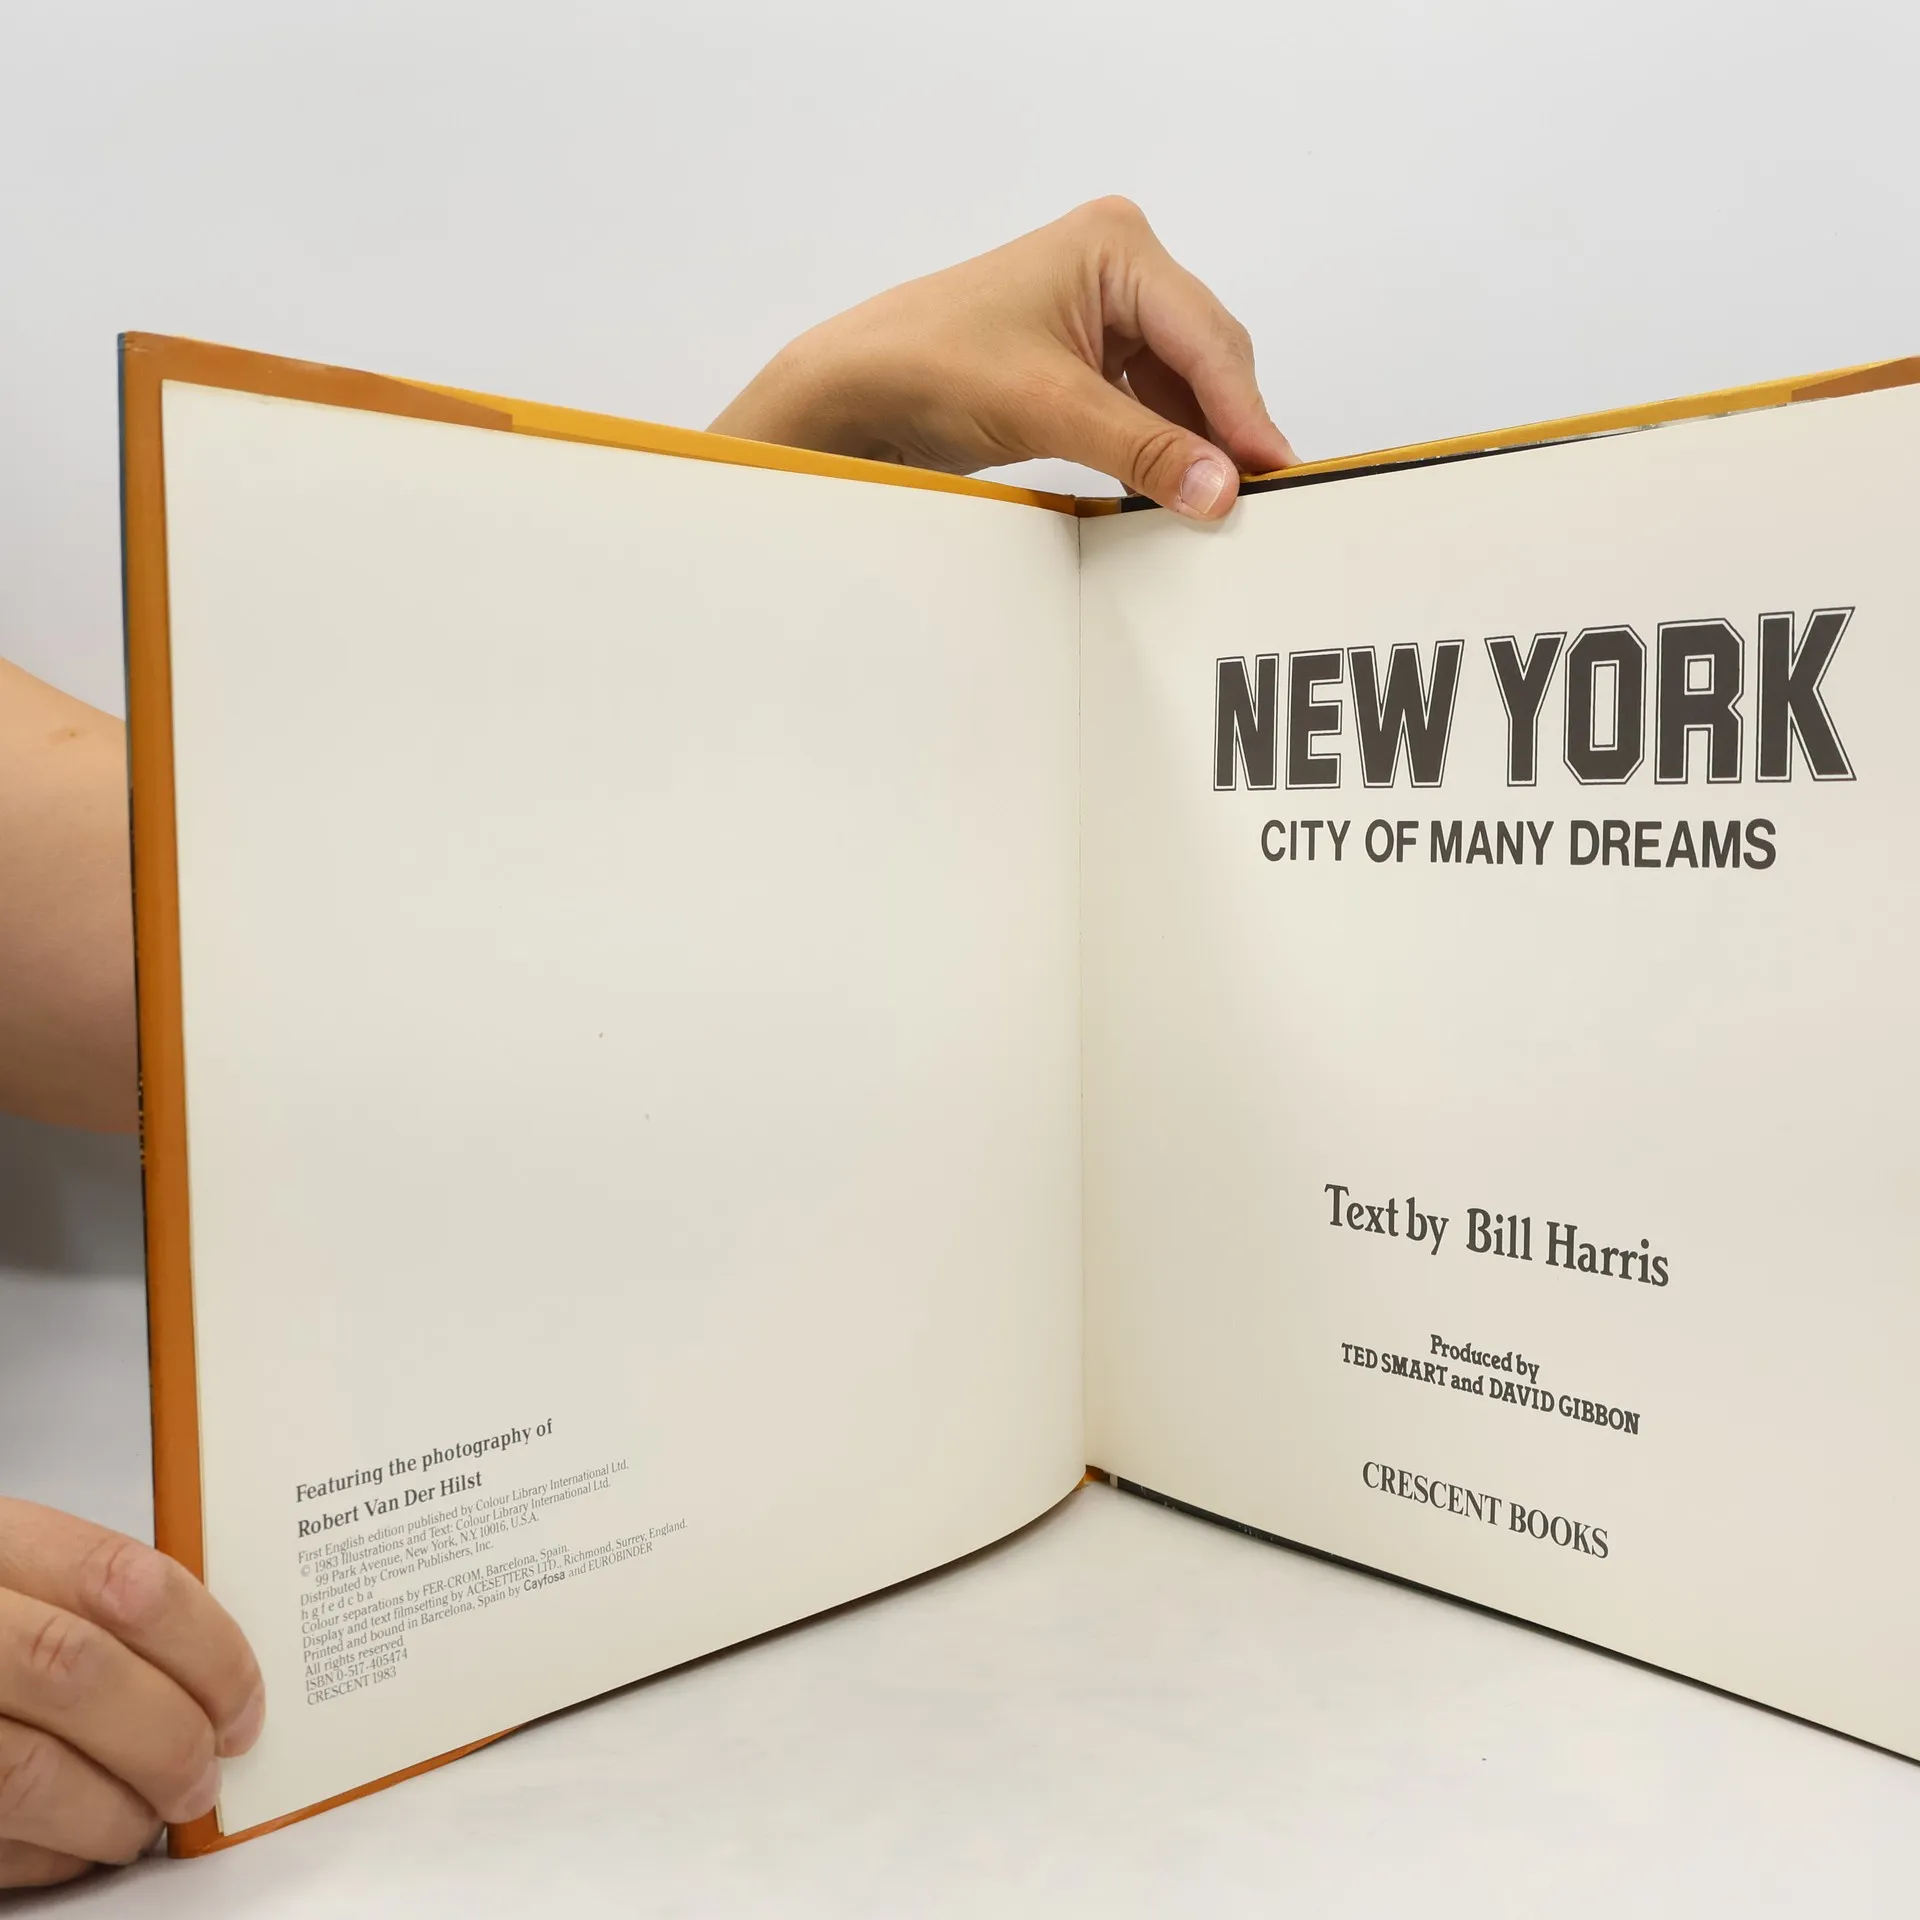 Featuring the photography of
Robert Van Der Hilst
First English edition published by Colour Library International Ltd.
© 1983 Illustrations and Text: Colour Library International Ltd.
99 Park Avenue, New York, N.Y. 10016, U.S.A.
Distributed by Crown Publishers, Inc.
h g f e d c b a
Colour separations by FER-CROM, Barcelona, Spain.
Display and text filmsetting by ACESETTERS LTD., Richmond, Surrey, England.
Printed and bound in Barcelona, Spain by Cayfosa and EUROBINDER
All rights reserved
ISBN 0-517-405474
CRESCENT 1983
NEW YORK
CITY OF MANY DREAMS
Text by Bill Harris
Produced by
TED SMART and DAVID GIBBON
CRESCENT BOOKS